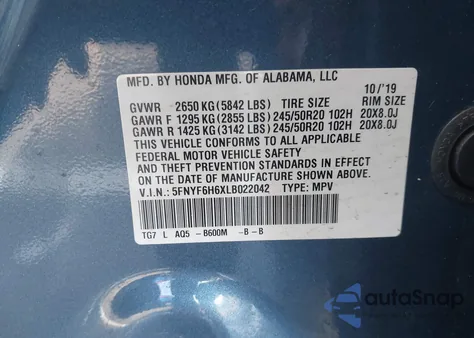 MFD. BY HONDA MFG. OF ALABAMA, LLC
10/'19
GVWR 2650 KG (5842 LBS) TIRE SIZE RIM SIZE
GAWR F 1295 KG (2855 LBS) 245/50R20 102H 20X8.0J
GAWR R 1425 KG (3142 LBS) 245/50R20 102H 20X8.0J
THIS VEHICLE CONFORMS TO ALL APPLICABLE
FEDERAL MOTOR VEHICLE SAFETY
AND THEFT PREVENTION STANDARDS IN EFFECT
ON THE DATE OF MANUFACTURE SHOWN ABOVE.
V.I.N.: 5FNYF6H6XLB022042 TYPE: MPV
TG7 L AQ5 -B600M -B-B
autoSnap